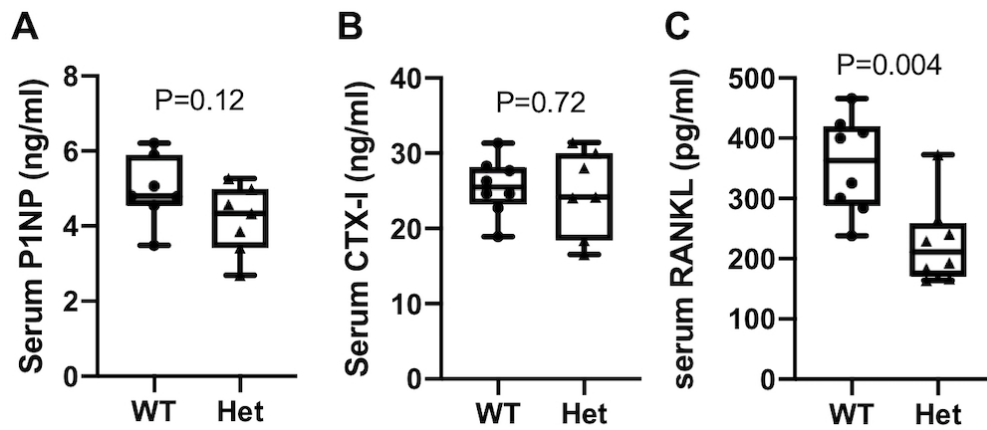 A
Serum P1NP (ng/ml)
8
6
4
2
0
P=0.12
WT Het
B
Serum CTX-I (ng/ml)
40
30
20
10
0
P=0.72
WT Het
C
serum RANKL (pg/ml)
500
400
300
200
100
0
P=0.004
WT Het